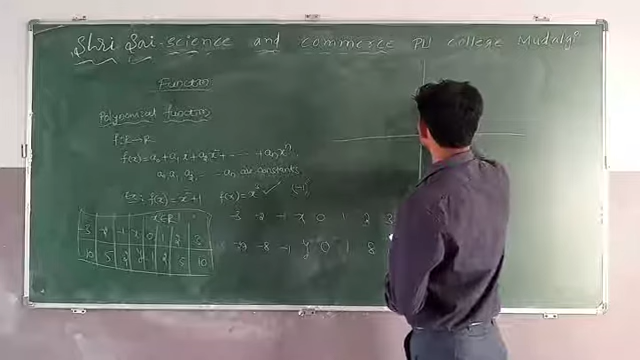 Shri Sai science and commerce PU college Mudalgi
Function
Polynomial function
f: R→R
f(x)=a₀+a₁x+a₂x²+ - - - - +aₙxⁿ
a₀ a₁ a₂ - - - aₙ are constants
Ex: f(x)=x²+1 f(x)=x³ ✓ (-1)
x∈R
-3 -2 -1 x 0 1 2 3
10 5 2 y 1 2 5 10
-3 -2 -1 x 0 1 2 3
-8 -1 y 0 1 8